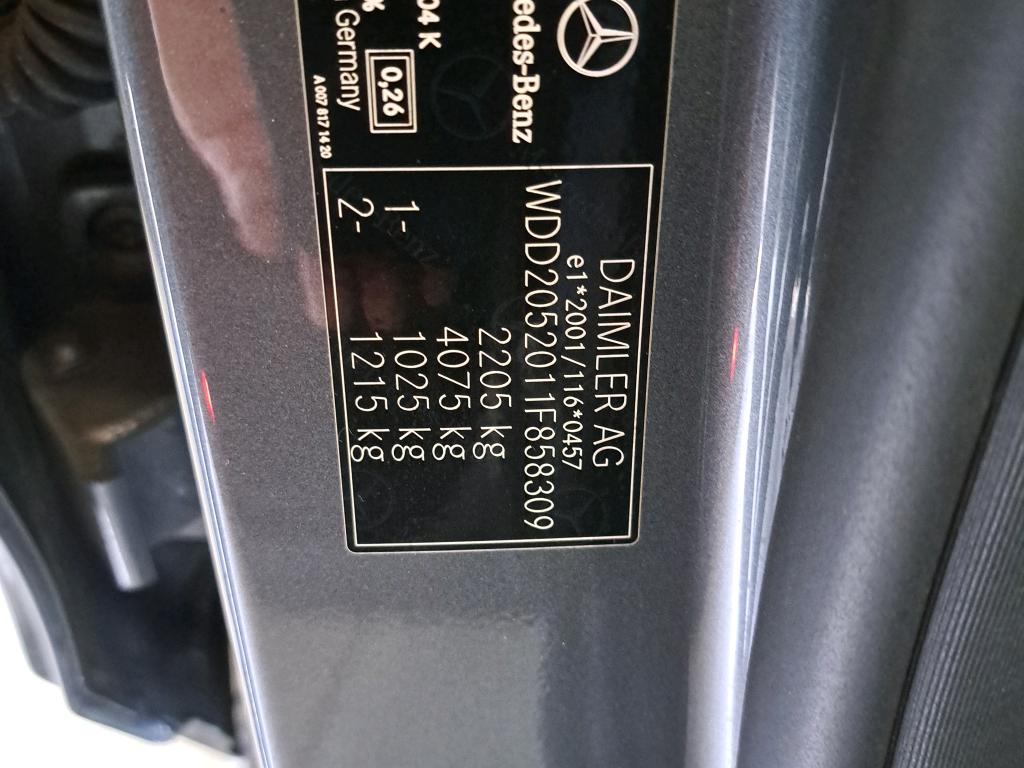 edes-Benz
04 K
%
Germany
0,26
A 007 817 14 20
DAIMLER AG
e1*2001/116*0457
WDD2052011F858309
2205 kg
4075 kg
1- 1025 kg
2- 1215 kg